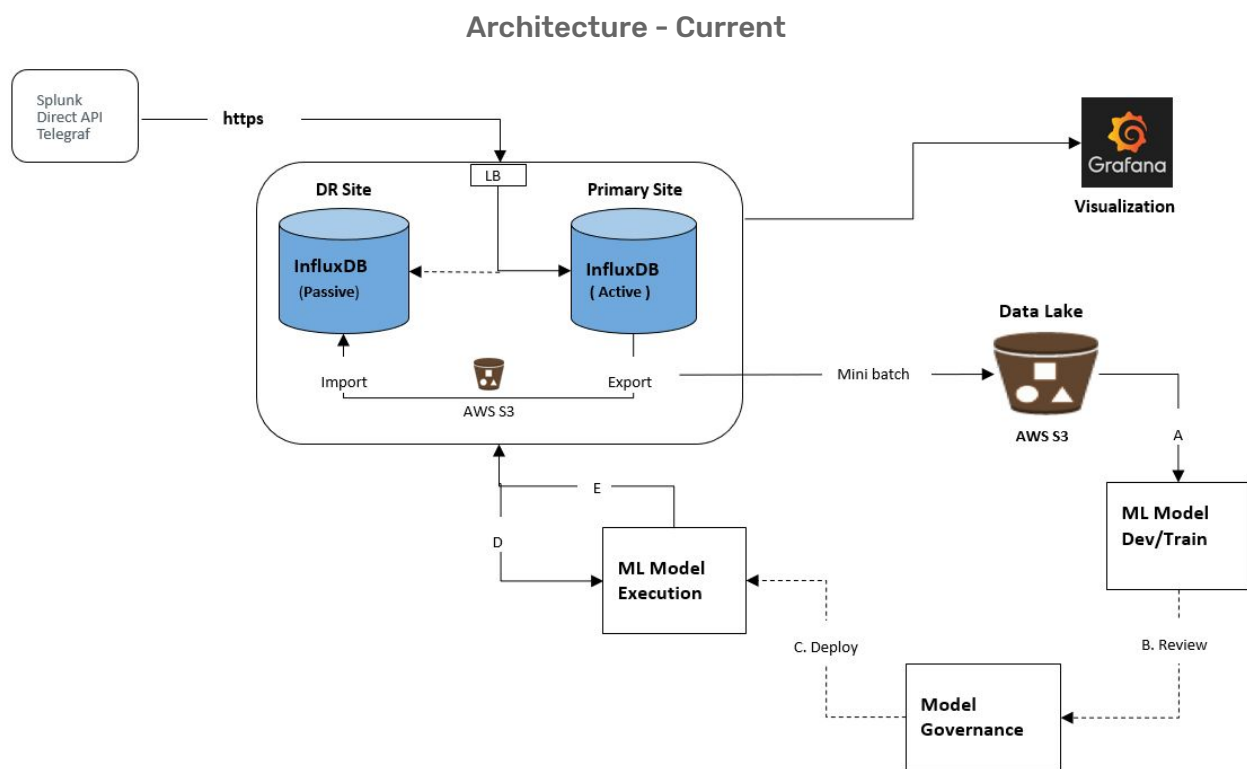 Architecture - Current
Splunk
Direct API
Telegraf
https
LB
DR Site
Primary Site
InfluxDB
(Passive)
InfluxDB
( Active )
Import
Export
AWS S3
Grafana
Visualization
Mini batch
Data Lake
AWS S3
A
ML Model
Dev/Train
B. Review
Model
Governance
C. Deploy
ML Model
Execution
D
E